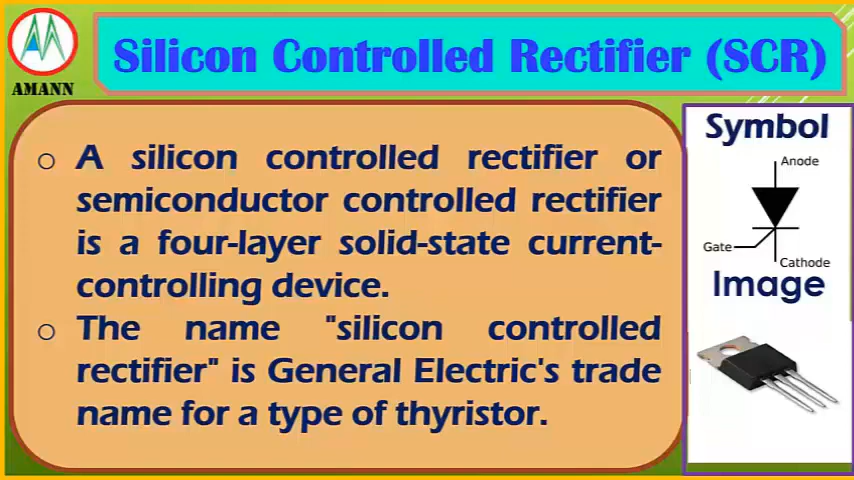 AMANN
Silicon Controlled Rectifier (SCR)
o A silicon controlled rectifier or
semiconductor controlled rectifier
is a four-layer solid-state current-
controlling device.
o The name "silicon controlled
rectifier" is General Electric's trade
name for a type of thyristor.
Symbol
Anode
Gate
Cathode
Image